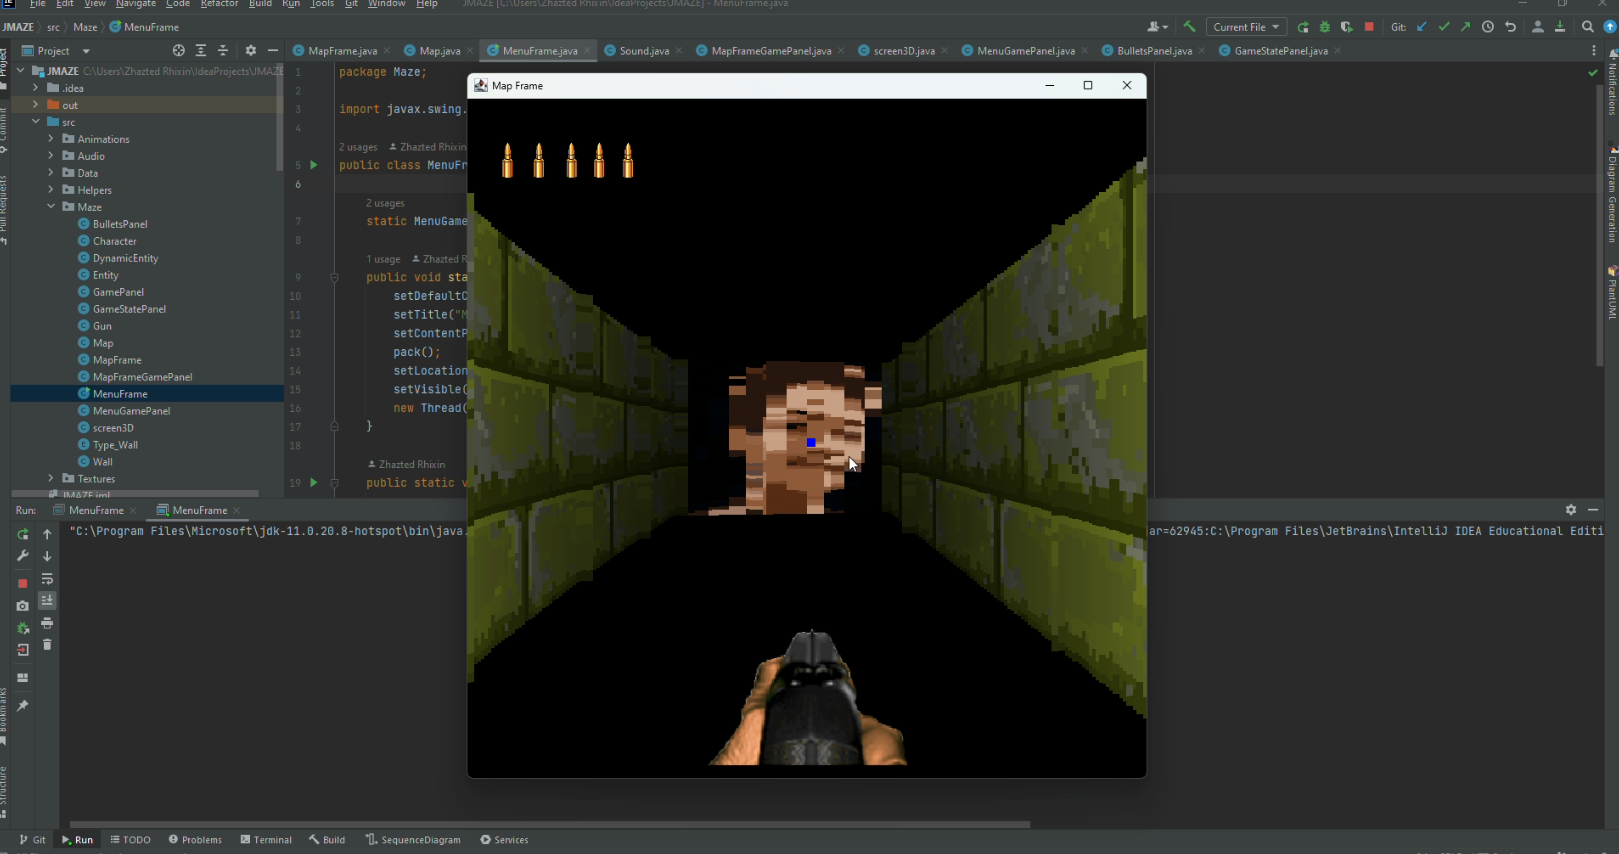 File Edit View Navigate Code Refactor Build Run Tools Git Window Help JMAZE [C:\Users\Zhazted Rhixin\IdeaProjects\JMAZE] - MenuFrame.java
JMAZE src Maze MenuFrame
Current File
Git:
Project
MapFrame.java Map.java MenuFrame.java Sound.java MapFrameGamePanel.java screen3D.java MenuGamePanel.java BulletsPanel.java GameStatePanel.java
JMAZE C:\Users\Zhazted Rhixin\IdeaProjects\JMAZE
.idea
out
src
Animations
Audio
Data
Helpers
Maze
BulletsPanel
Character
DynamicEntity
Entity
GamePanel
GameStatePanel
Gun
Map
MapFrame
MapFrameGamePanel
MenuFrame
MenuGamePanel
screen3D
Type_Wall
Wall
Textures
JMAZE.iml
1 package Maze;
2
3 import javax.swing.
4
2 usages Zhazted Rhixin
5 public class MenuFr
6
2 usages
7 static MenuGame
8
1 usage Zhazted R
9 public void sta
10 setDefaultC
11 setTitle("M
12 setContentP
13 pack();
14 setLocation
15 setVisible(
16 new Thread(
17 }
18
Zhazted Rhixin
19 public static v
Map Frame
Project
Commit
Pull Requests
Bookmarks
Structure
Notifications
Diagram Generation
PlantUML
Run: MenuFrame MenuFrame
"C:\Program Files\Microsoft\jdk-11.0.20.8-hotspot\bin\java. ar=62945:C:\Program Files\JetBrains\IntelliJ IDEA Educational Editi
Git Run TODO Problems Terminal Build SequenceDiagram Services